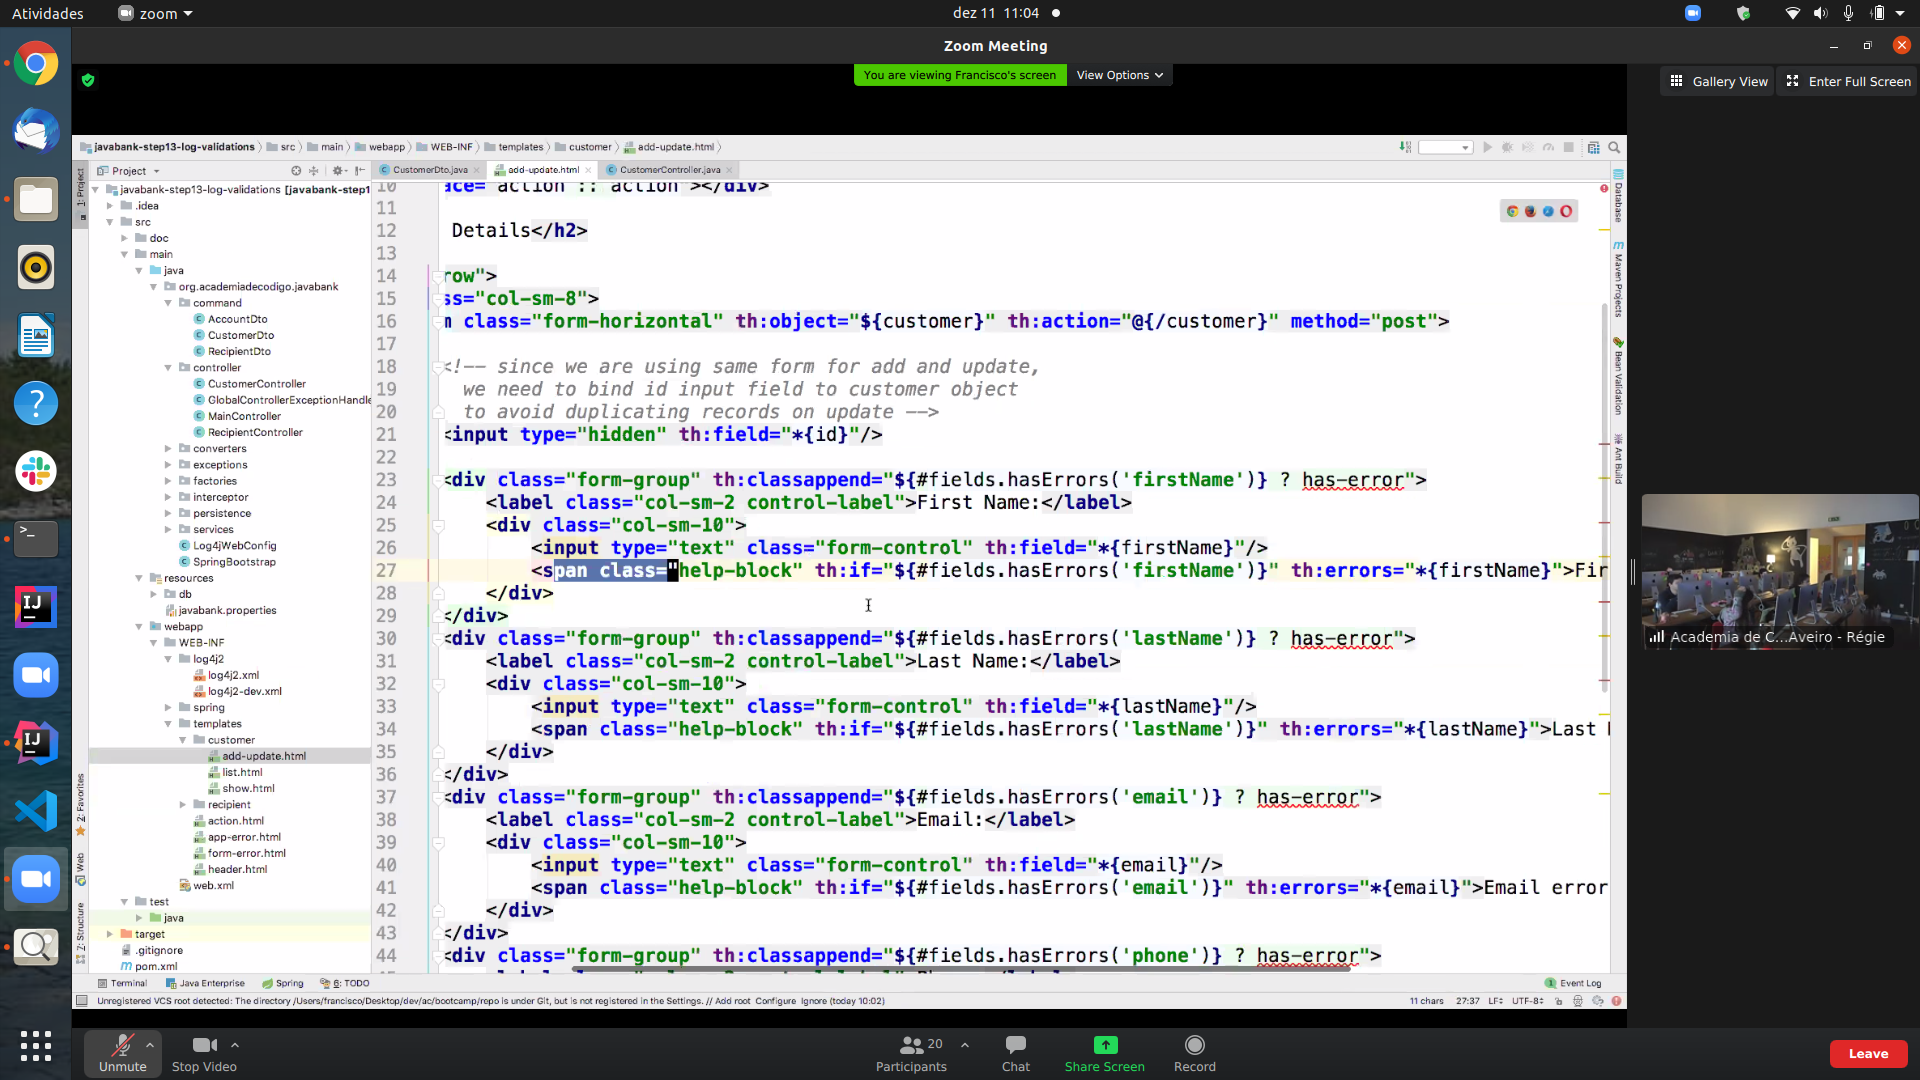 Atividades
zoom
dez 11 11:04
Zoom Meeting
You are viewing Francisco's screen
View Options
Gallery View
Enter Full Screen
javabank-step13-log-validations
src
main
webapp
WEB-INF
templates
customer
add-update.html
Project
CustomerDto.java
add-update.html
CustomerController.java
javabank-step13-log-validations [javabank-step1
.idea
src
doc
main
java
org.academiadecodigo.javabank
command
AccountDto
CustomerDto
RecipientDto
controller
CustomerController
GlobalControllerExceptionHandle
MainController
RecipientController
converters
exceptions
factories
interceptor
persistence
services
Log4jWebConfig
SpringBootstrap
resources
db
javabank.properties
webapp
WEB-INF
log4j2
log4j2.xml
log4j2-dev.xml
spring
templates
customer
add-update.html
list.html
show.html
recipient
action.html
app-error.html
form-error.html
header.html
web.xml
test
java
target
.gitignore
pom.xml
1: Project
2: Favorites
Web
7: Structure
10 ace="action :: action"></div>
11
12 Details</h2>
13
14 row">
15 ss="col-sm-8">
16 m class="form-horizontal" th:object="${customer}" th:action="@{/customer}" method="post">
17
18 <!-- since we are using same form for add and update,
19 we need to bind id input field to customer object
20 to avoid duplicating records on update -->
21 <input type="hidden" th:field="*{id}"/>
22
23 <div class="form-group" th:classappend="${#fields.hasErrors('firstName')} ? has-error">
24 <label class="col-sm-2 control-label">First Name:</label>
25 <div class="col-sm-10">
26 <input type="text" class="form-control" th:field="*{firstName}"/>
27 <span class="help-block" th:if="${#fields.hasErrors('firstName')}" th:errors="*{firstName}">Fir
28 </div>
29 </div>
30 <div class="form-group" th:classappend="${#fields.hasErrors('lastName')} ? has-error">
31 <label class="col-sm-2 control-label">Last Name:</label>
32 <div class="col-sm-10">
33 <input type="text" class="form-control" th:field="*{lastName}"/>
34 <span class="help-block" th:if="${#fields.hasErrors('lastName')}" th:errors="*{lastName}">Last
35 </div>
36 </div>
37 <div class="form-group" th:classappend="${#fields.hasErrors('email')} ? has-error">
38 <label class="col-sm-2 control-label">Email:</label>
39 <div class="col-sm-10">
40 <input type="text" class="form-control" th:field="*{email}"/>
41 <span class="help-block" th:if="${#fields.hasErrors('email')}" th:errors="*{email}">Email error
42 </div>
43 </div>
44 <div class="form-group" th:classappend="${#fields.hasErrors('phone')} ? has-error">
Database
Maven Projects
Bean Validation
Ant Build
Academia de C...Aveiro - Régie
Terminal
Java Enterprise
Spring
6: TODO
1 Event Log
Unregistered VCS root detected: The directory /Users/francisco/Desktop/dev/ac/bootcamp/repo is under Git, but is not registered in the Settings. // Add root Configure Ignore (today 10:02)
11 chars 27:37 LF UTF-8
Unmute
Stop Video
20
Participants
Chat
Share Screen
Record
Leave